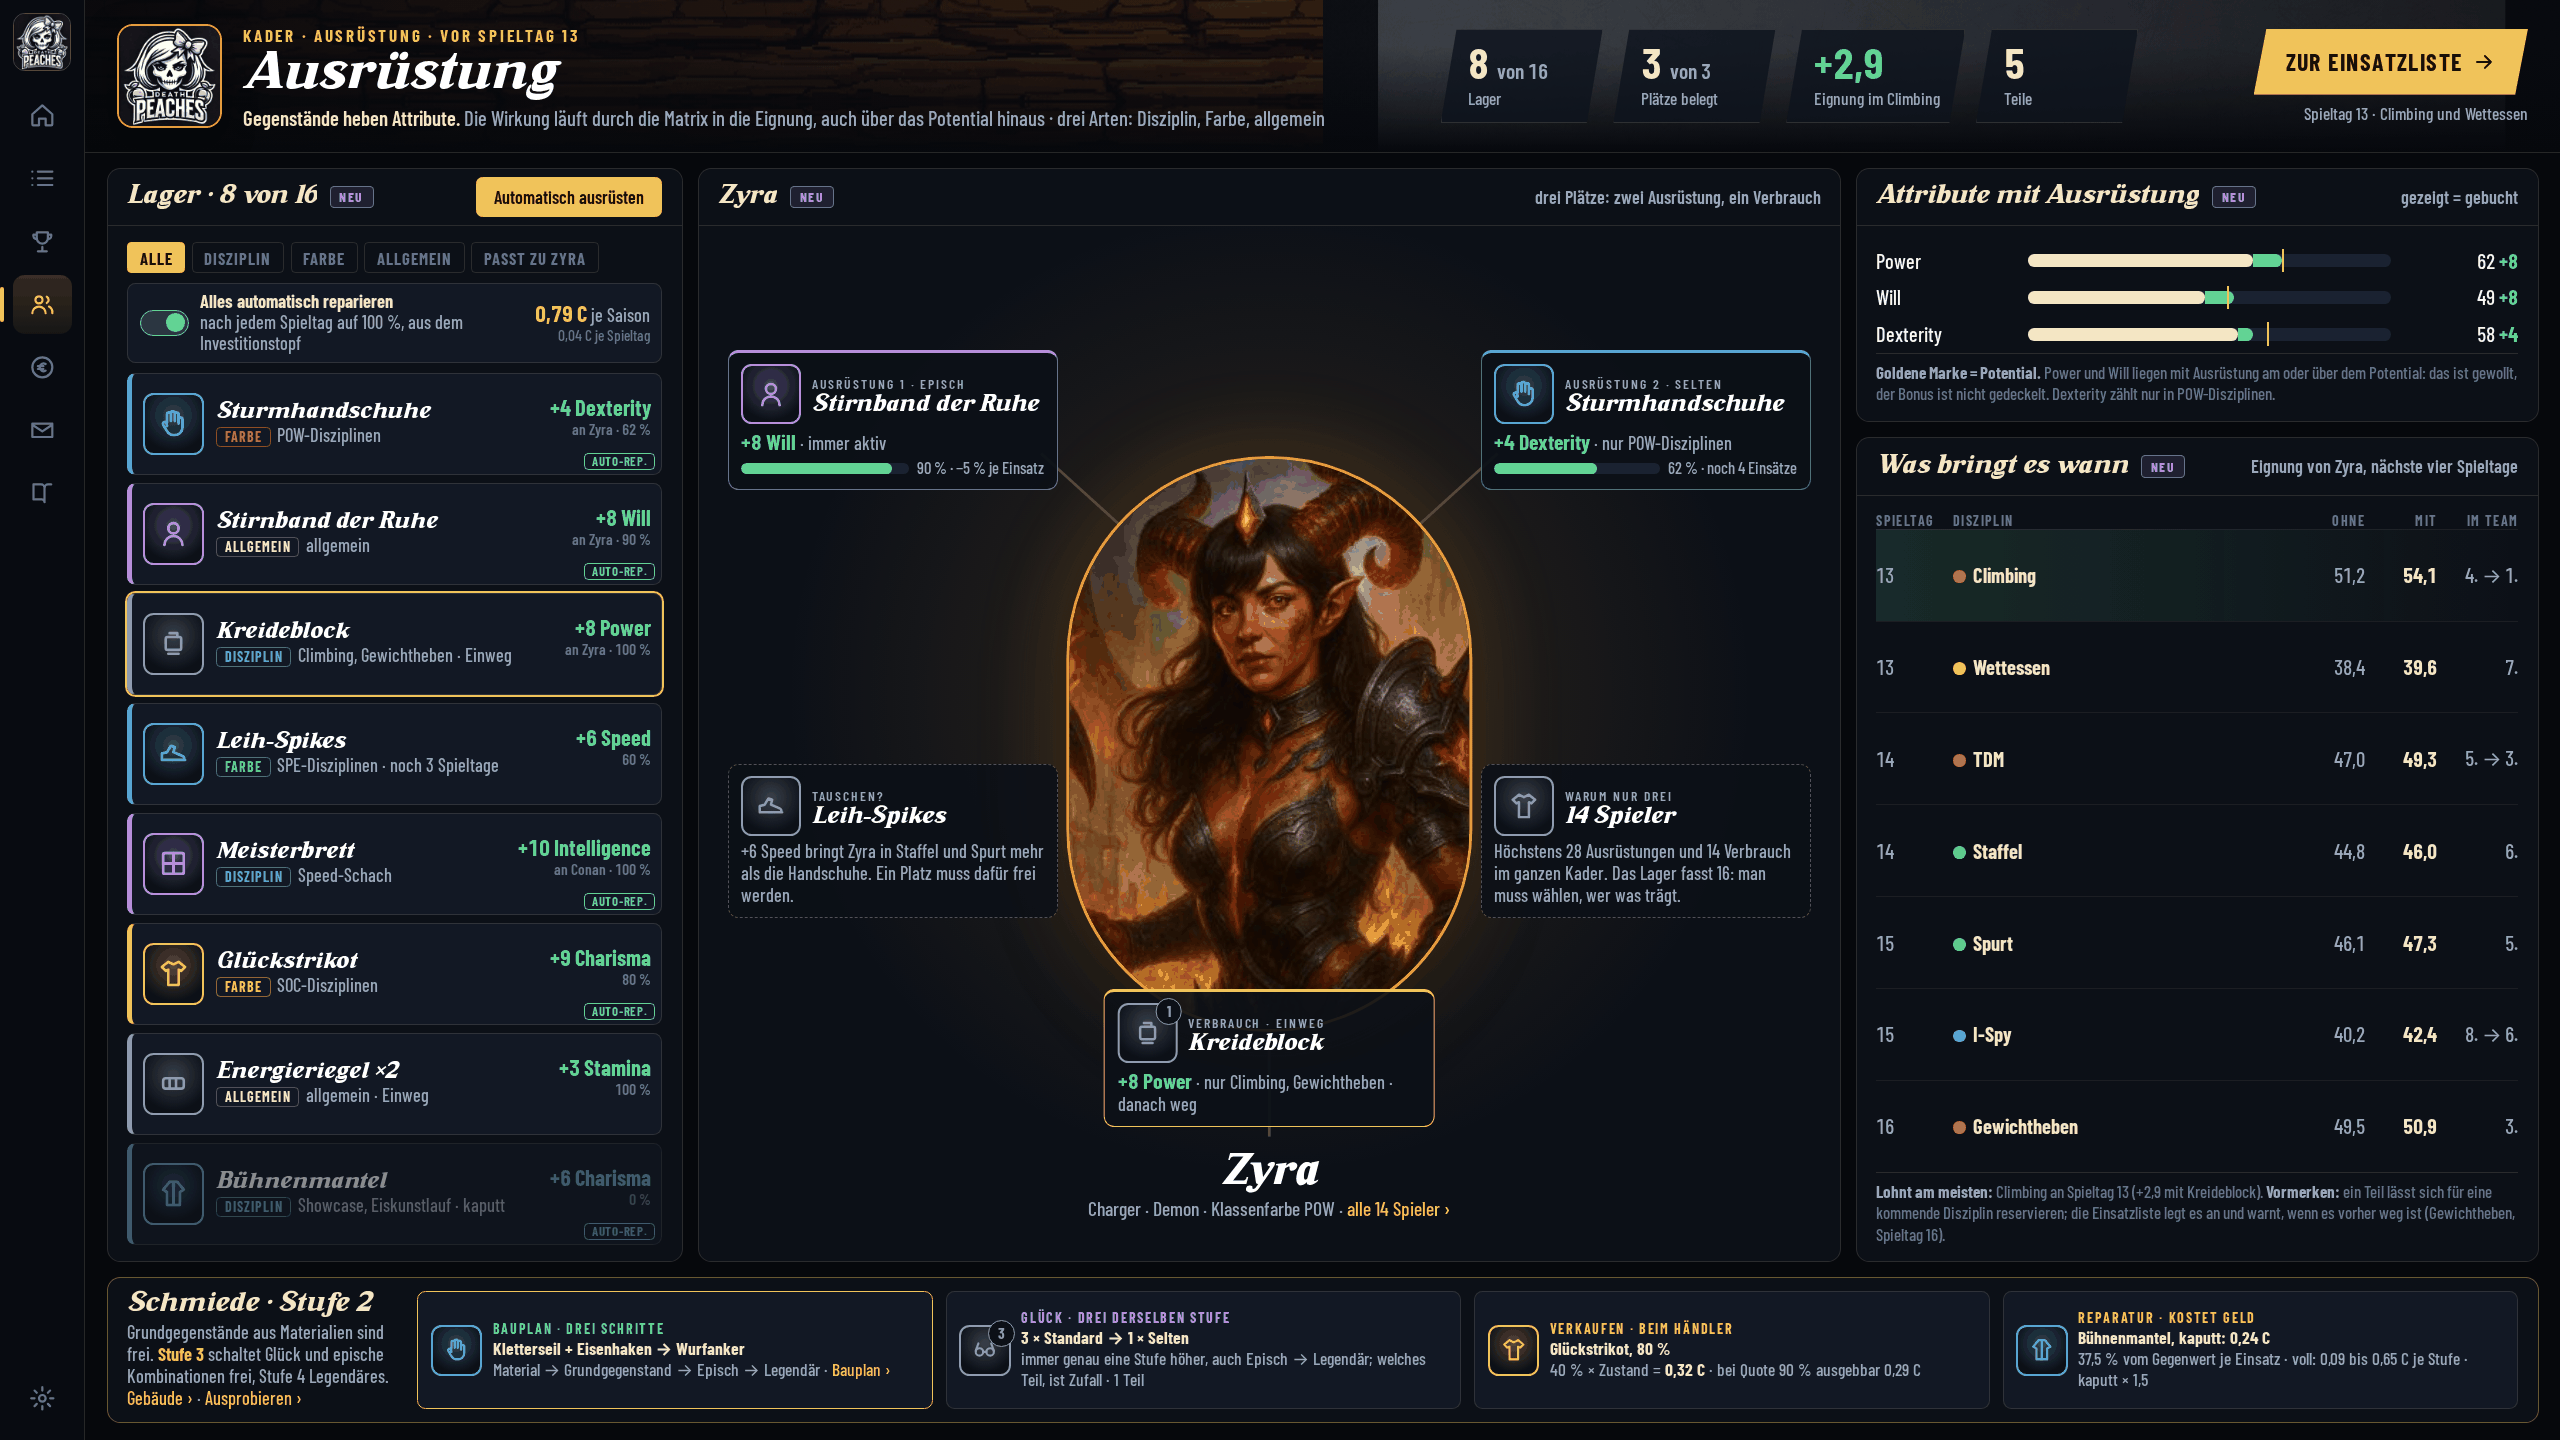 DEATH
PEACHES
DEATH
PEACHES
KADER · AUSRÜSTUNG · VOR SPIELTAG 13
Ausrüstung
Gegenstände heben Attribute. Die Wirkung läuft durch die Matrix in die Eignung, auch über das Potential hinaus · drei Arten: Disziplin, Farbe, allgemein
8 von 16
Lager
3 von 3
Plätze belegt
+2,9
Eignung im Climbing
5
Teile
ZUR EINSATZLISTE →
Spieltag 13 · Climbing und Wettessen
Lager · 8 von 16 NEU
Automatisch ausrüsten
ALLE DISZIPLIN FARBE ALLGEMEIN PASST ZU ZYRA
Alles automatisch reparieren
nach jedem Spieltag auf 100 %, aus dem
Investitionstopf
0,79 C je Saison
0,04 C je Spieltag
Sturmhandschuhe
FARBE POW-Disziplinen
+4 Dexterity
an Zyra · 62 %
AUTO-REP.
Stirnband der Ruhe
ALLGEMEIN allgemein
+8 Will
an Zyra · 90 %
AUTO-REP.
Kreideblock
DISZIPLIN Climbing, Gewichtheben · Einweg
+8 Power
an Zyra · 100 %
Leih-Spikes
FARBE SPE-Disziplinen · noch 3 Spieltage
+6 Speed
60 %
Meisterbrett
DISZIPLIN Speed-Schach
+10 Intelligence
an Conan · 100 %
AUTO-REP.
Glückstrikot
FARBE SOC-Disziplinen
+9 Charisma
80 %
AUTO-REP.
Energieriegel ×2
ALLGEMEIN allgemein · Einweg
+3 Stamina
100 %
Bühnenmantel
DISZIPLIN Showcase, Eiskunstlauf · kaputt
+6 Charisma
0 %
AUTO-REP.
Zyra NEU
drei Plätze: zwei Ausrüstung, ein Verbrauch
AUSRÜSTUNG 1 · EPISCH
Stirnband der Ruhe
+8 Will · immer aktiv
90 % · −5 % je Einsatz
AUSRÜSTUNG 2 · SELTEN
Sturmhandschuhe
+4 Dexterity · nur POW-Disziplinen
62 % · noch 4 Einsätze
TAUSCHEN?
Leih-Spikes
+6 Speed bringt Zyra in Staffel und Spurt mehr
als die Handschuhe. Ein Platz muss dafür frei
werden.
WARUM NUR DREI
14 Spieler
Höchstens 28 Ausrüstungen und 14 Verbrauch
im ganzen Kader. Das Lager fasst 16: man
muss wählen, wer was trägt.
1
VERBRAUCH · EINWEG
Kreideblock
+8 Power · nur Climbing, Gewichtheben ·
danach weg
Zyra
Charger · Demon · Klassenfarbe POW · alle 14 Spieler ›
Attribute mit Ausrüstung NEU
gezeigt = gebucht
Power 62 +8
Will 49 +8
Dexterity 58 +4
Goldene Marke = Potential. Power und Will liegen mit Ausrüstung am oder über dem Potential: das ist gewollt,
der Bonus ist nicht gedeckelt. Dexterity zählt nur in POW-Disziplinen.
Was bringt es wann NEU
Eignung von Zyra, nächste vier Spieltage
SPIELTAG DISZIPLIN OHNE MIT IM TEAM
13 Climbing 51,2 54,1 4. → 1.
13 Wettessen 38,4 39,6 7.
14 TDM 47,0 49,3 5. → 3.
14 Staffel 44,8 46,0 6.
15 Spurt 46,1 47,3 5.
15 I-Spy 40,2 42,4 8. → 6.
16 Gewichtheben 49,5 50,9 3.
Lohnt am meisten: Climbing an Spieltag 13 (+2,9 mit Kreideblock). Vormerken: ein Teil lässt sich für eine
kommende Disziplin reservieren; die Einsatzliste legt es an und warnt, wenn es vorher weg ist (Gewichtheben,
Spieltag 16).
Schmiede · Stufe 2
Grundgegenstände aus Materialien sind
frei. Stufe 3 schaltet Glück und epische
Kombinationen frei, Stufe 4 Legendäres.
Gebäude › · Ausprobieren ›
BAUPLAN · DREI SCHRITTE
Kletterseil + Eisenhaken → Wurfanker
Material → Grundgegenstand → Episch → Legendär · Bauplan ›
3
GLÜCK · DREI DERSELBEN STUFE
3 × Standard → 1 × Selten
immer genau eine Stufe höher, auch Episch → Legendär; welches
Teil, ist Zufall · 1 Teil
VERKAUFEN · BEIM HÄNDLER
Glückstrikot, 80 %
40 % × Zustand = 0,32 C · bei Quote 90 % ausgebbar 0,29 C
REPARATUR · KOSTET GELD
Bühnenmantel, kaputt: 0,24 C
37,5 % vom Gegenwert je Einsatz · voll: 0,09 bis 0,65 C je Stufe ·
kaputt × 1,5